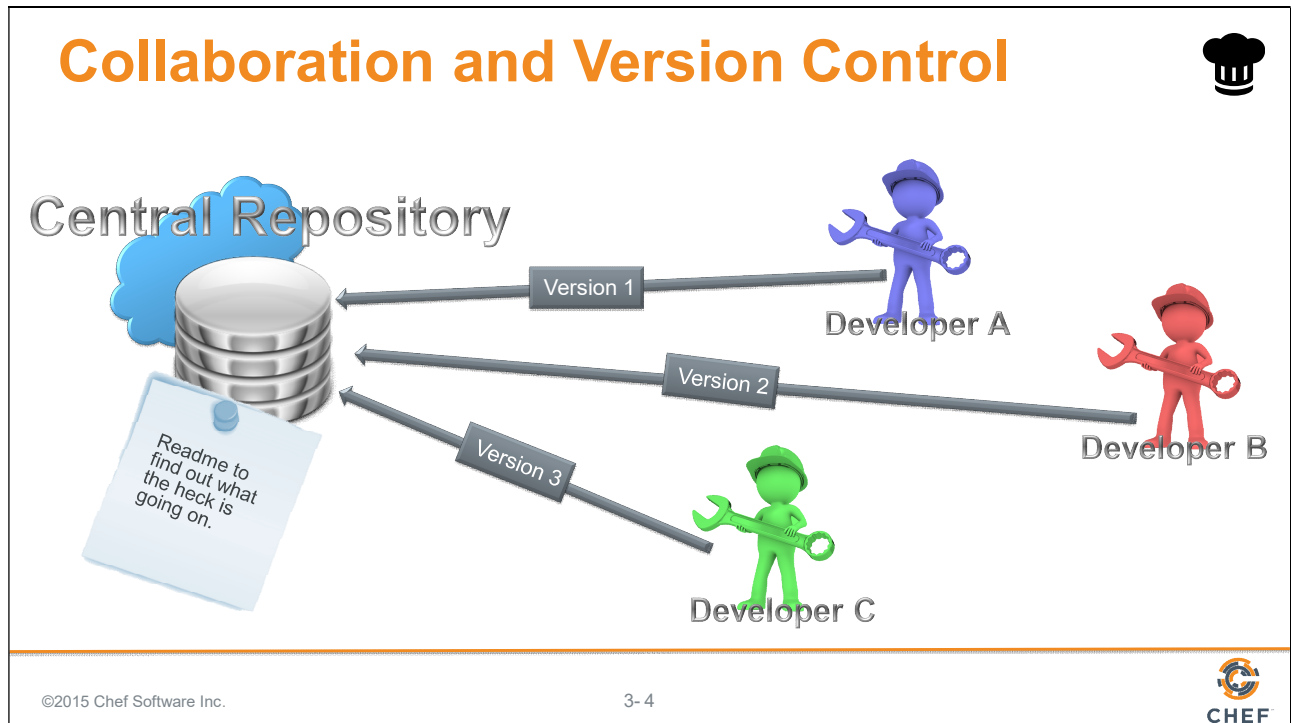 Collaboration and Version Control
Central Repository
Version 1
Developer A
Version 2
Developer B
Version 3
Developer C
Readme to
find out what
the heck is
going on.
©2015 Chef Software Inc.
3- 4
CHEF